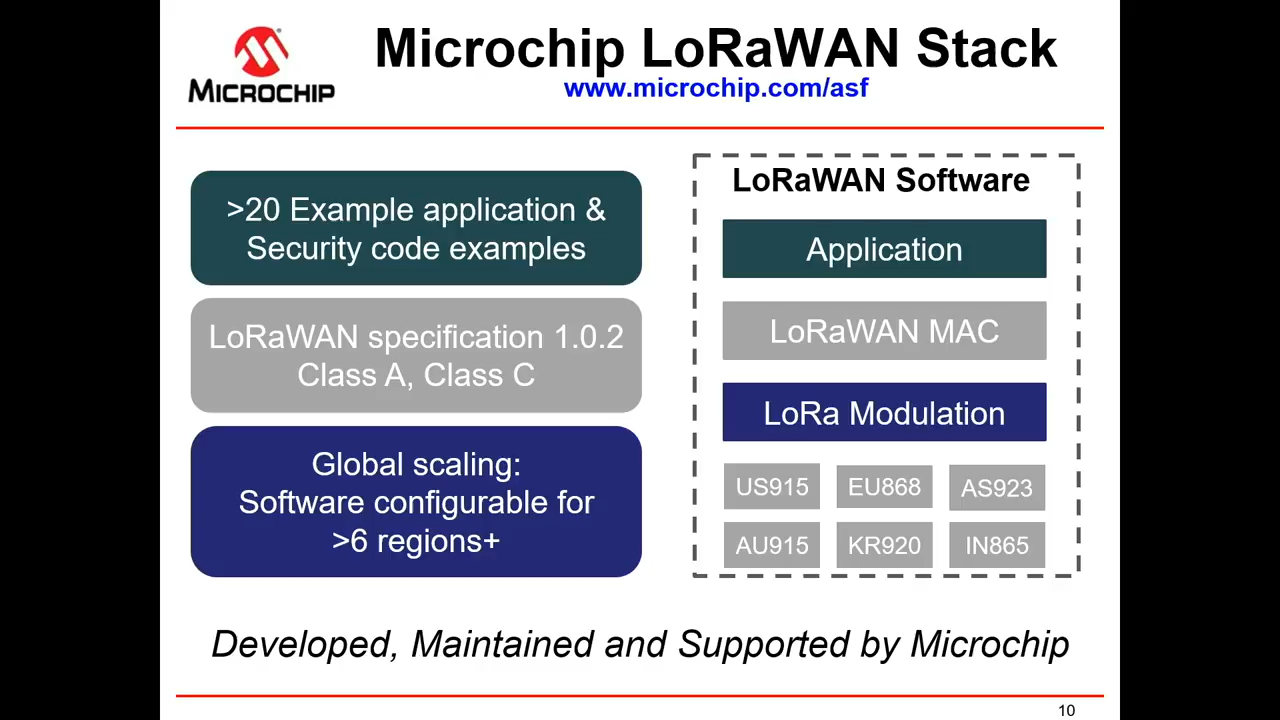 Microchip LoRaWAN Stack
www.microchip.com/asf
MICROCHIP
>20 Example application &
Security code examples
LoRaWAN specification 1.0.2
Class A, Class C
Global scaling:
Software configurable for
>6 regions+
LoRaWAN Software
Application
LoRaWAN MAC
LoRa Modulation
US915 EU868 AS923
AU915 KR920 IN865
Developed, Maintained and Supported by Microchip
10